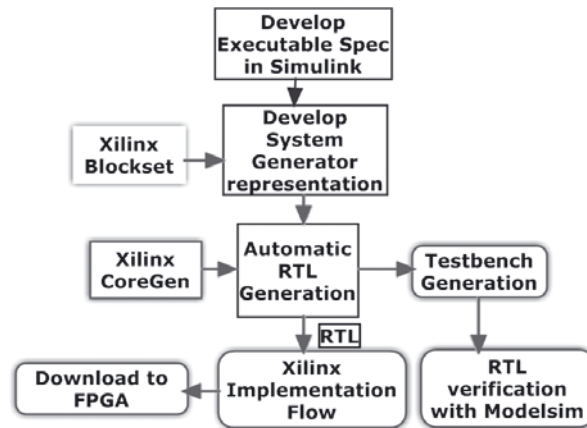 Develop
Executable Spec
in Simulink
Develop
System
Generator
representation
Xilinx
Blockset
Automatic
RTL
Generation
Xilinx
CoreGen
Testbench
Generation
RTL
Xilinx
Implementation
Flow
Download to
FPGA
RTL
verification
with Modelsim